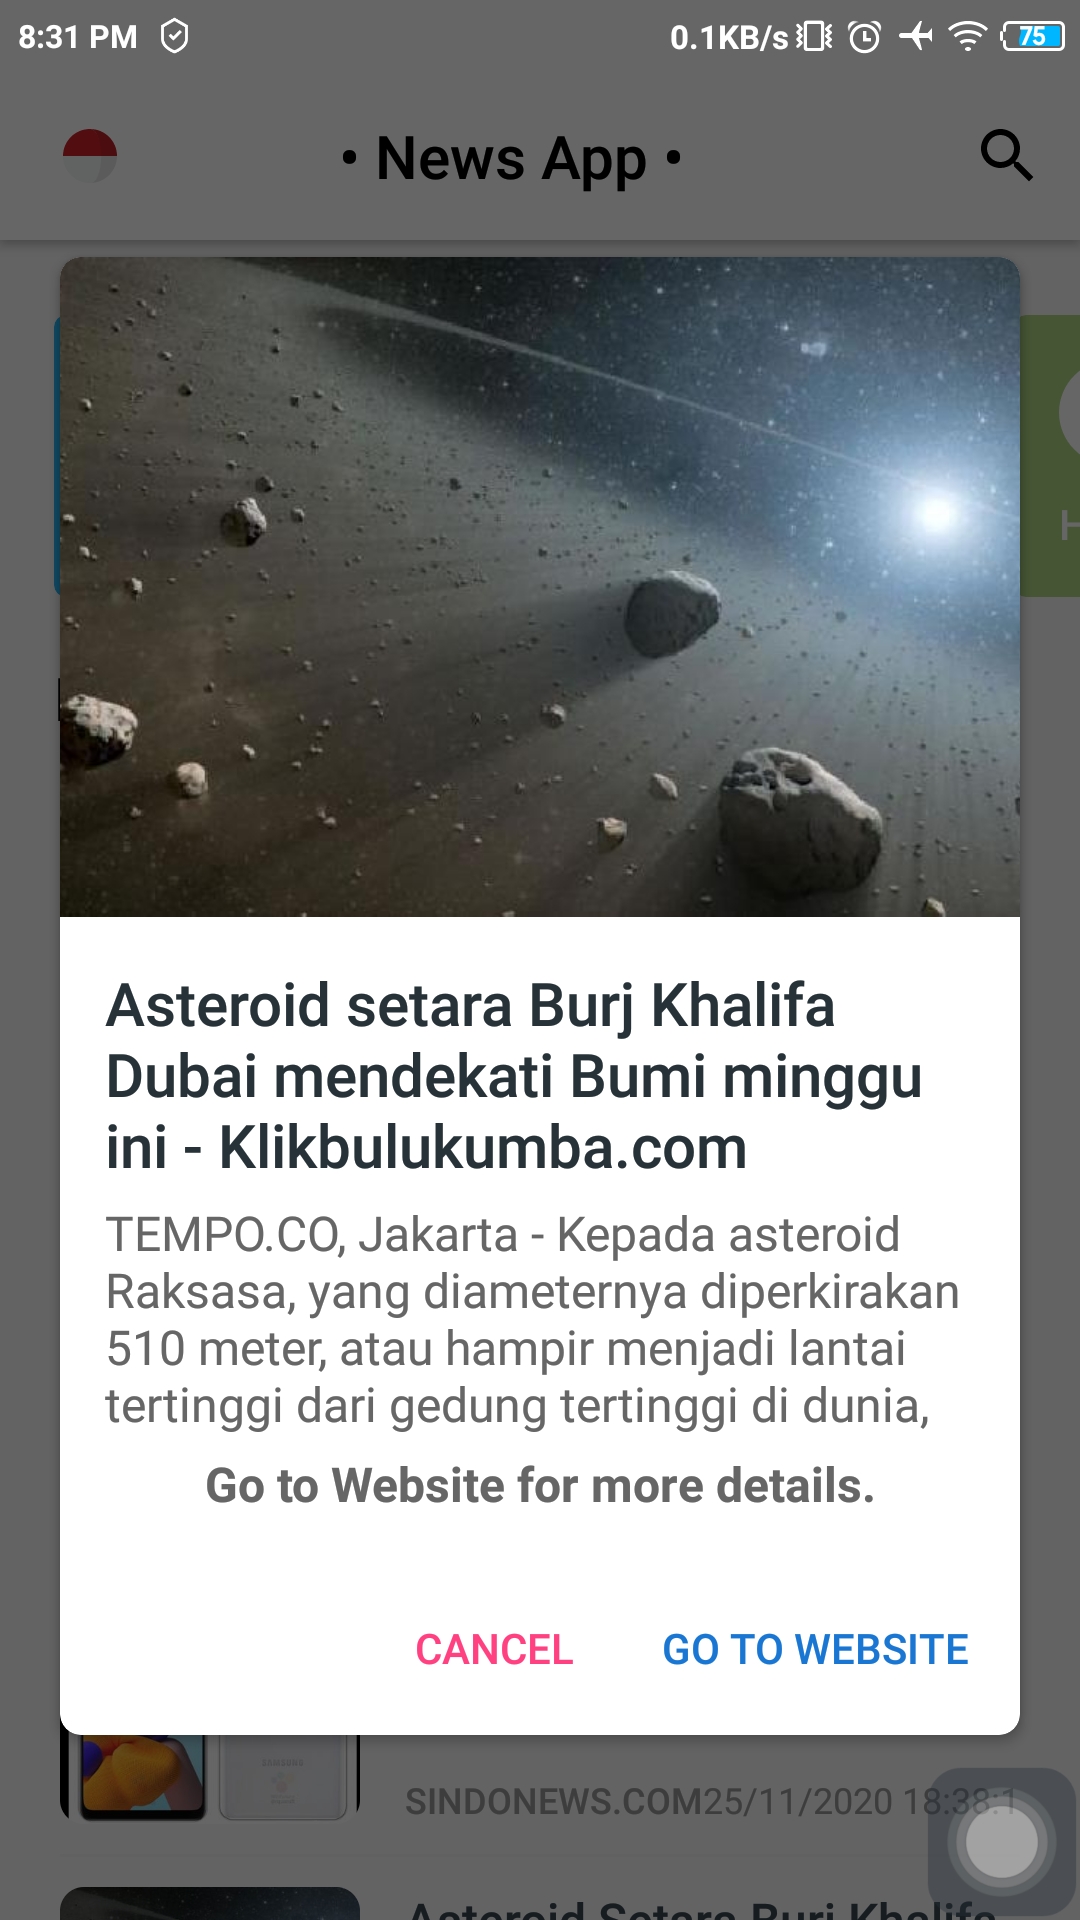 8:31 PM
0.1KB/s
75
• News App •
H
Asteroid setara Burj Khalifa
Dubai mendekati Bumi minggu
ini - Klikbulukumba.com
TEMPO.CO, Jakarta - Kepada asteroid
Raksasa, yang diameternya diperkirakan
510 meter, atau hampir menjadi lantai
tertinggi dari gedung tertinggi di dunia,
Go to Website for more details.
CANCEL
GO TO WEBSITE
SAMSUNG
SINDONEWS.COM
25/11/2020 18:38:1
Asteroid Setara Burj Khalifa